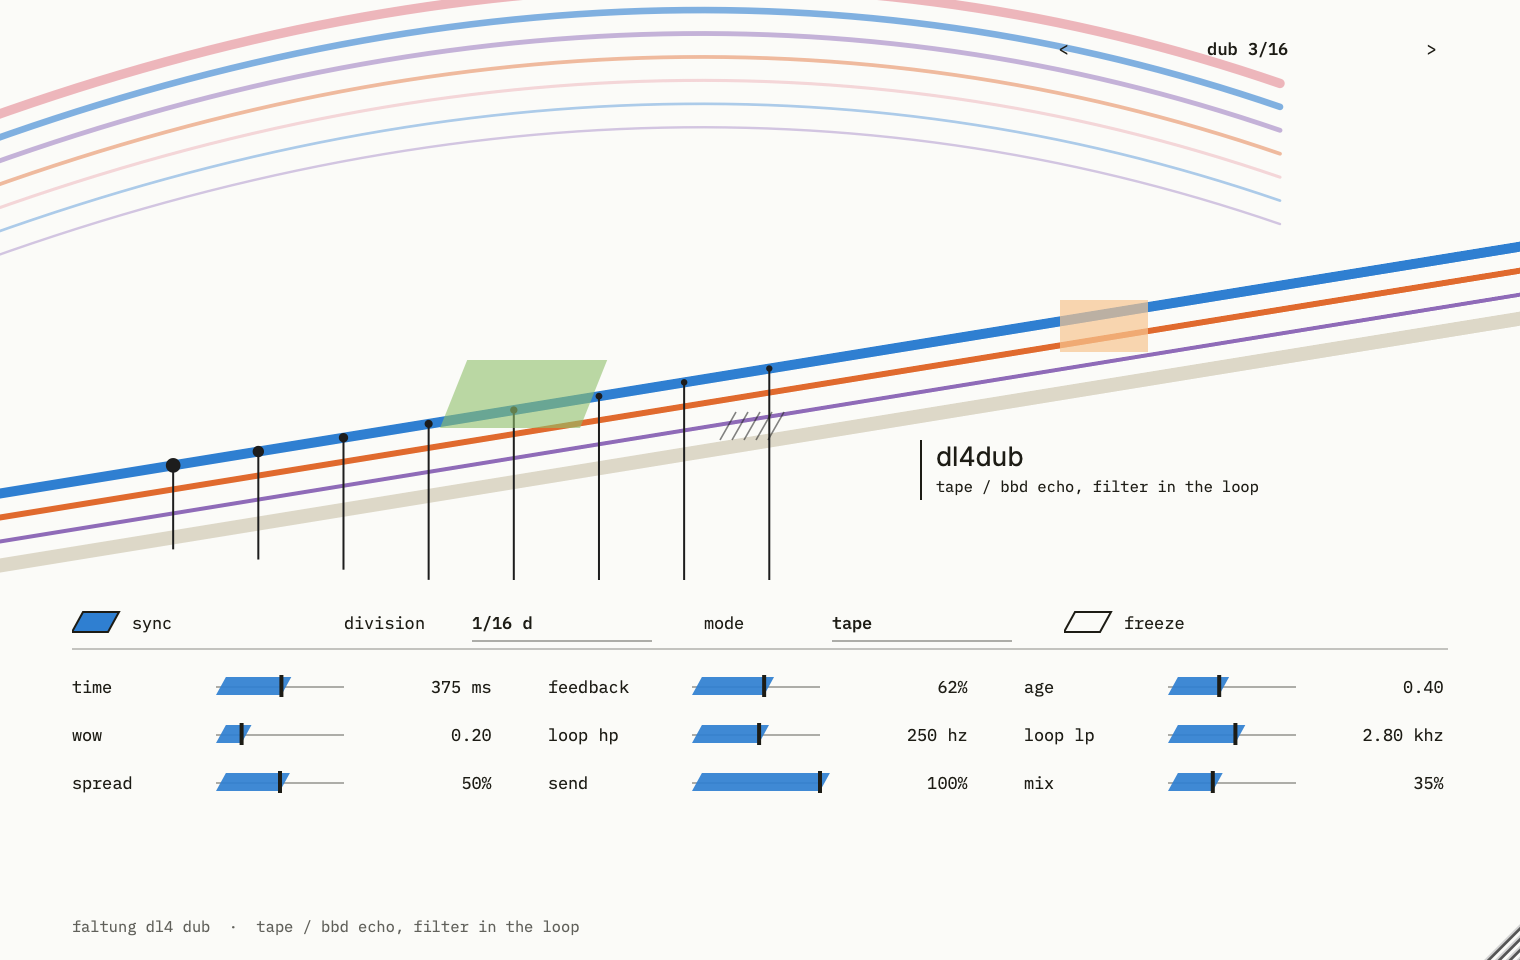 < dub 3/16 >
dl4dub
tape / bbd echo, filter in the loop
sync division 1/16 d mode tape freeze
time 375 ms feedback 62% age 0.40
wow 0.20 loop hp 250 hz loop lp 2.80 khz
spread 50% send 100% mix 35%
faltung dl4 dub · tape / bbd echo, filter in the loop